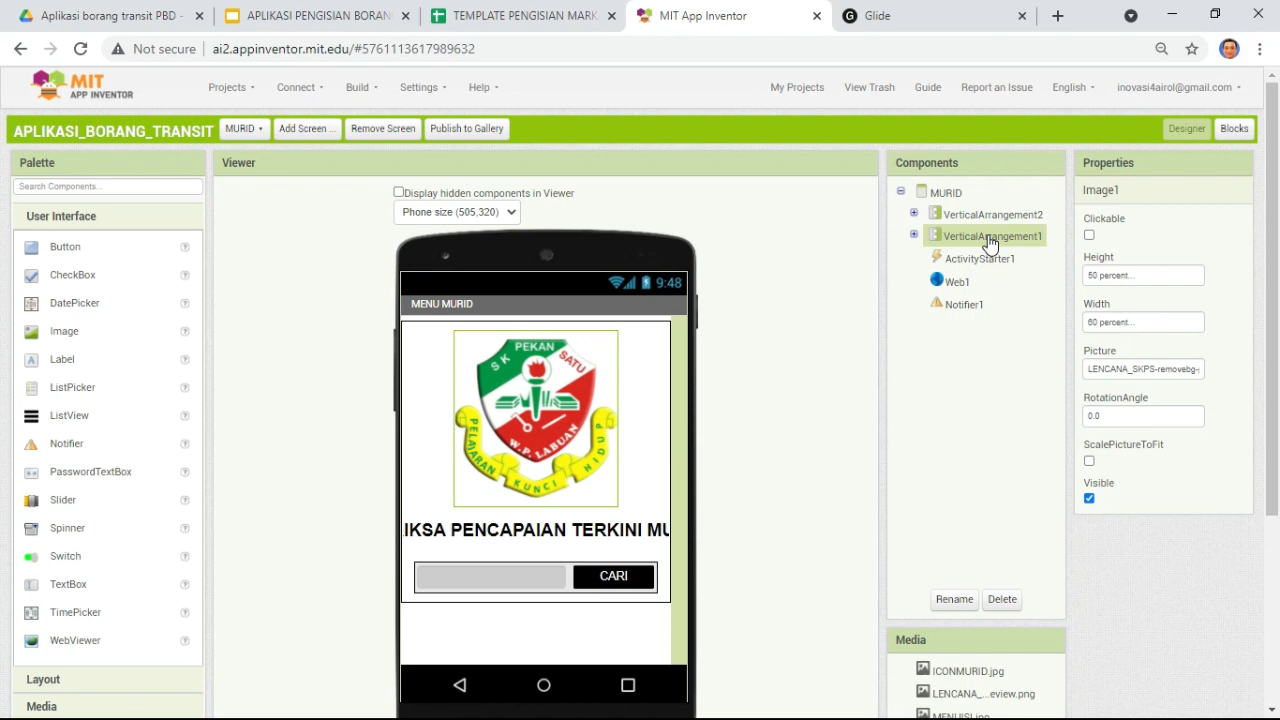 Aplikasi borang transit PBD -
APLIKASI PENGISIAN BORAN
TEMPLATE PENGISIAN MARK
MIT App Inventor
Glide
Not secure
ai2.appinventor.mit.edu/#5761113617989632
MIT
APP INVENTOR
Projects
Connect
Build
Settings
Help
My Projects
View Trash
Guide
Report an Issue
English
inovasi4airol@gmail.com
APLIKASI_BORANG_TRANSIT
MURID
Add Screen ...
Remove Screen
Publish to Gallery
Designer
Blocks
Palette
Search Components...
User Interface
Button
CheckBox
DatePicker
Image
Label
ListPicker
ListView
Notifier
PasswordTextBox
Slider
Spinner
Switch
TextBox
TimePicker
WebViewer
Layout
Media
Viewer
Display hidden components in Viewer
Phone size (505,320)
9:48
MENU MURID
SK PEKAN SATU
W.P. LABUAN
PELAJARAN KUNCI HIDUP
IKSA PENCAPAIAN TERKINI MU
CARI
Components
MURID
VerticalArrangement2
VerticalArrangement1
ActivityStarter1
Web1
Notifier1
Rename
Delete
Media
ICONMURID.jpg
LENCANA_...eview.png
MENUISI.jpg
Properties
Image1
Clickable
Height
50 percent...
Width
60 percent...
Picture
LENCANA_SKPS-removebg-
RotationAngle
0.0
ScalePictureToFit
Visible